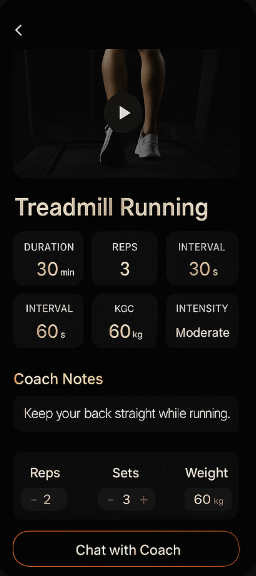 Treadmill Running
DURATION REPS INTERVAL
30 min 3 30 s
INTERVAL KGC INTENSITY
60 s 60 kg Moderate
Coach Notes
Keep your back straight while running.
Reps Sets Weight
- 2 - 3 + 60 kg
Chat with Coach